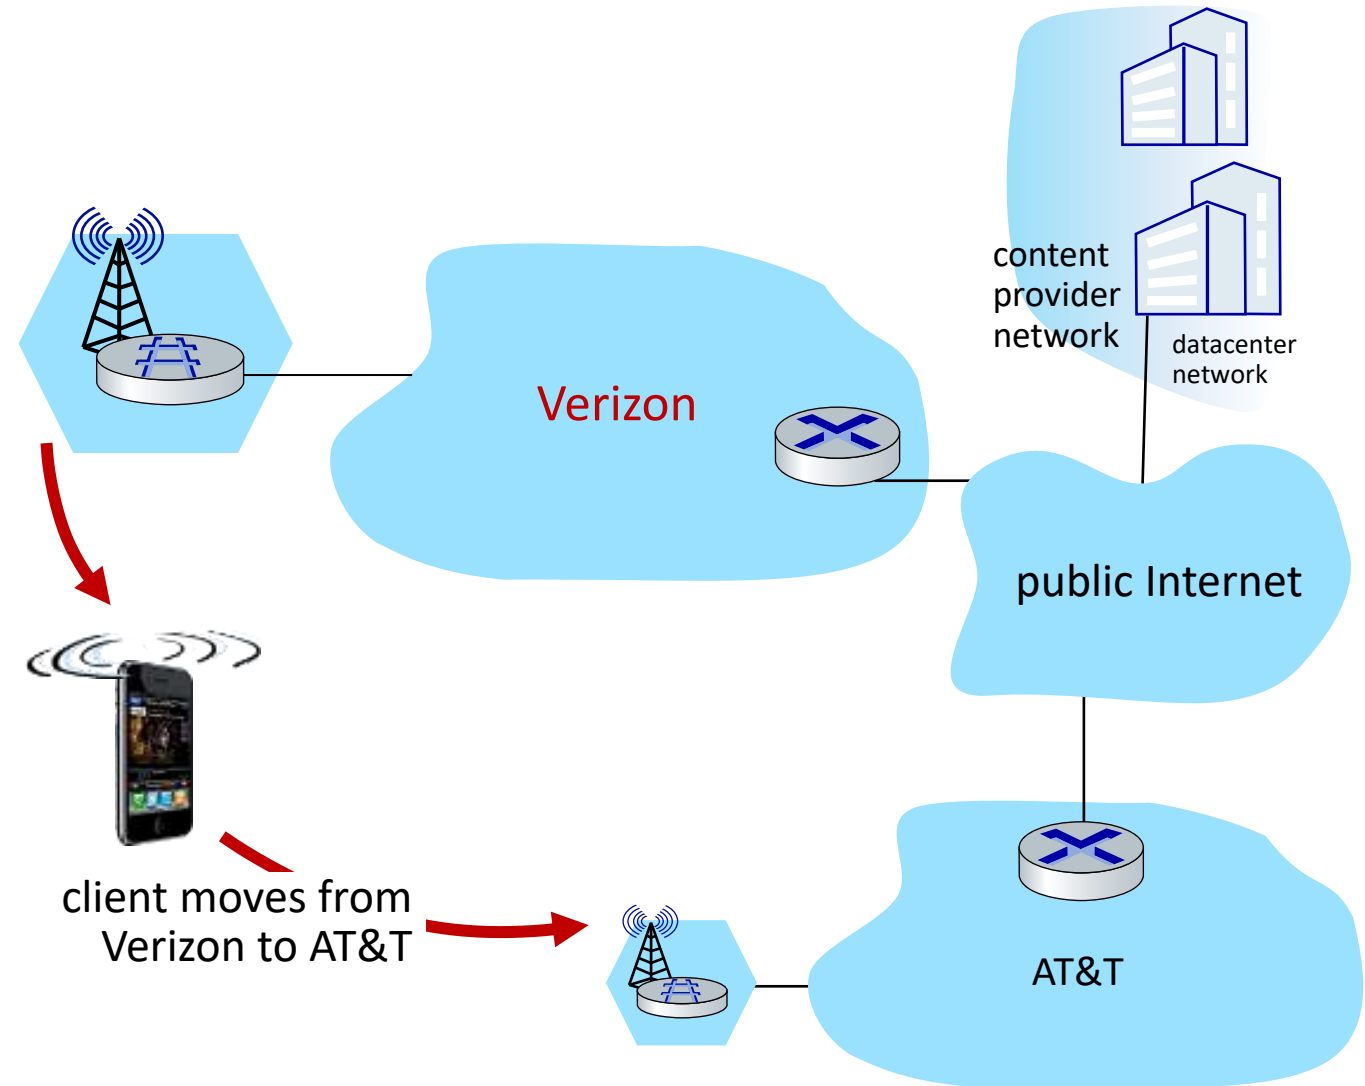 content
provider
network
datacenter
network
Verizon
public Internet
client moves from
Verizon to AT&T
AT&T